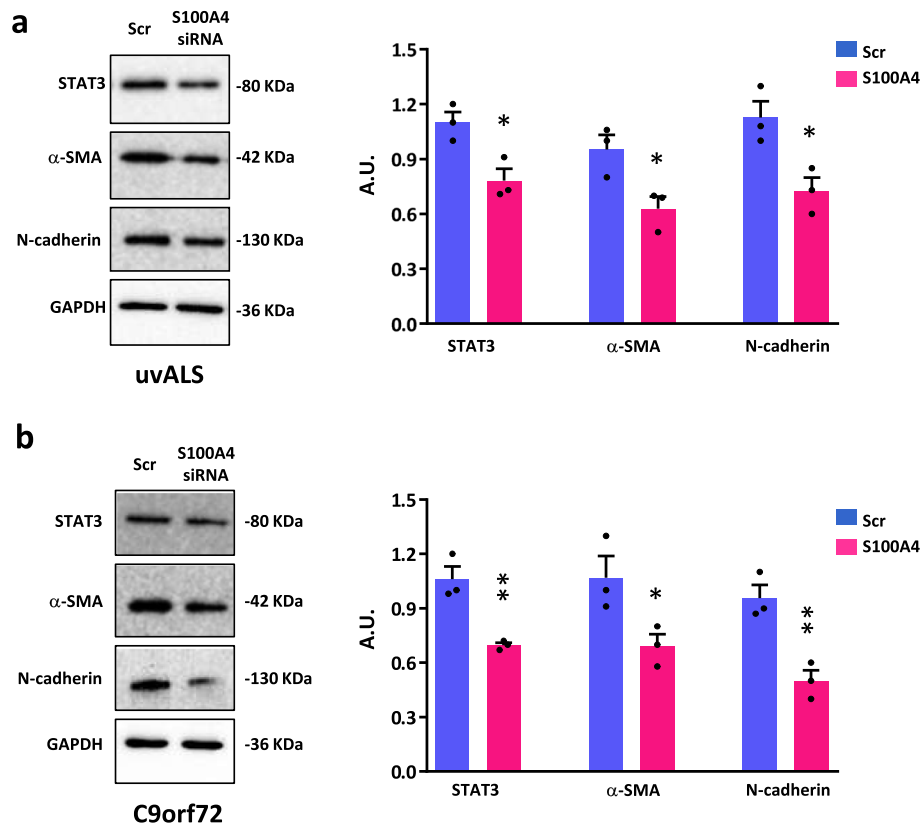 a
Scr
S100A4
siRNA
STAT3
-80 KDa
α-SMA
-42 KDa
N-cadherin
-130 KDa
GAPDH
-36 KDa
uvALS
A.U.
1.5
1.2
0.9
0.6
0.3
0.0
*
*
*
STAT3
α-SMA
N-cadherin
Scr
S100A4
b
Scr
S100A4
siRNA
STAT3
-80 KDa
α-SMA
-42 KDa
N-cadherin
-130 KDa
GAPDH
-36 KDa
C9orf72
A.U.
1.5
1.2
0.9
0.6
0.3
0.0
**
*
**
STAT3
α-SMA
N-cadherin
Scr
S100A4